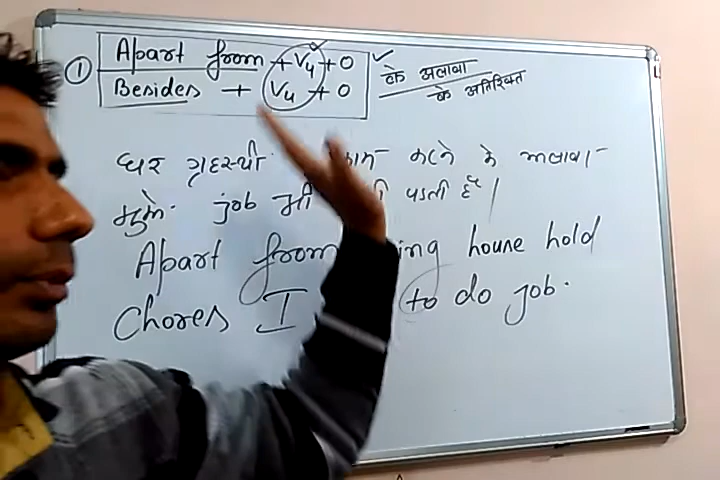 ① Apart from + V4 + O
Besides + V4 + O
के अलावा
के अतिरिक्त
घर गृहस्थी करने के अलावा
मुझे job भी पड़ती है।
Apart from ing house hold
Chores I to do job.